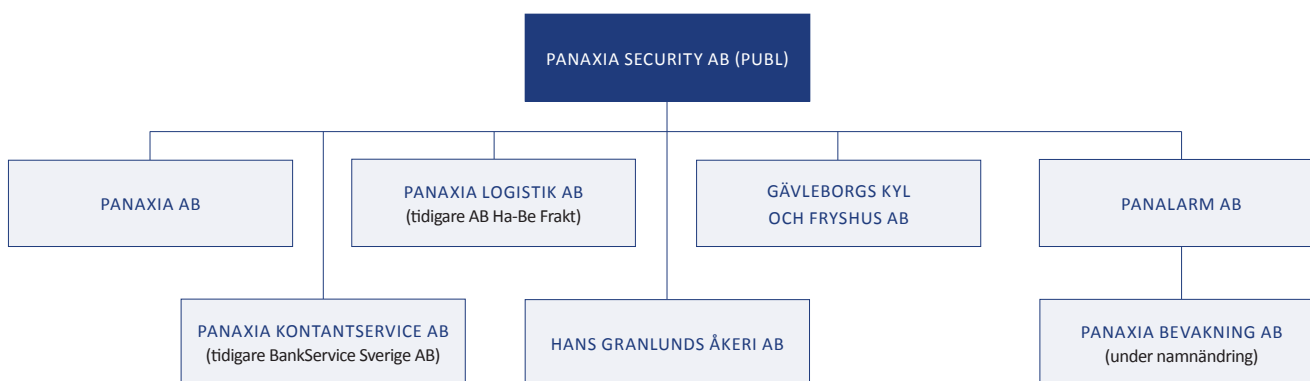 PANAXIA SECURITY AB (PUBL)
PANAXIA AB
PANAXIA LOGISTIK AB
(tidigare AB Ha-Be Frakt)
GÄVLEBORGS KYL
OCH FRYSHUS AB
PANALARM AB
PANAXIA KONTANTSERVICE AB
(tidigare BankService Sverige AB)
HANS GRANLUNDS ÅKERI AB
PANAXIA BEVAKNING AB
(under namnändring)